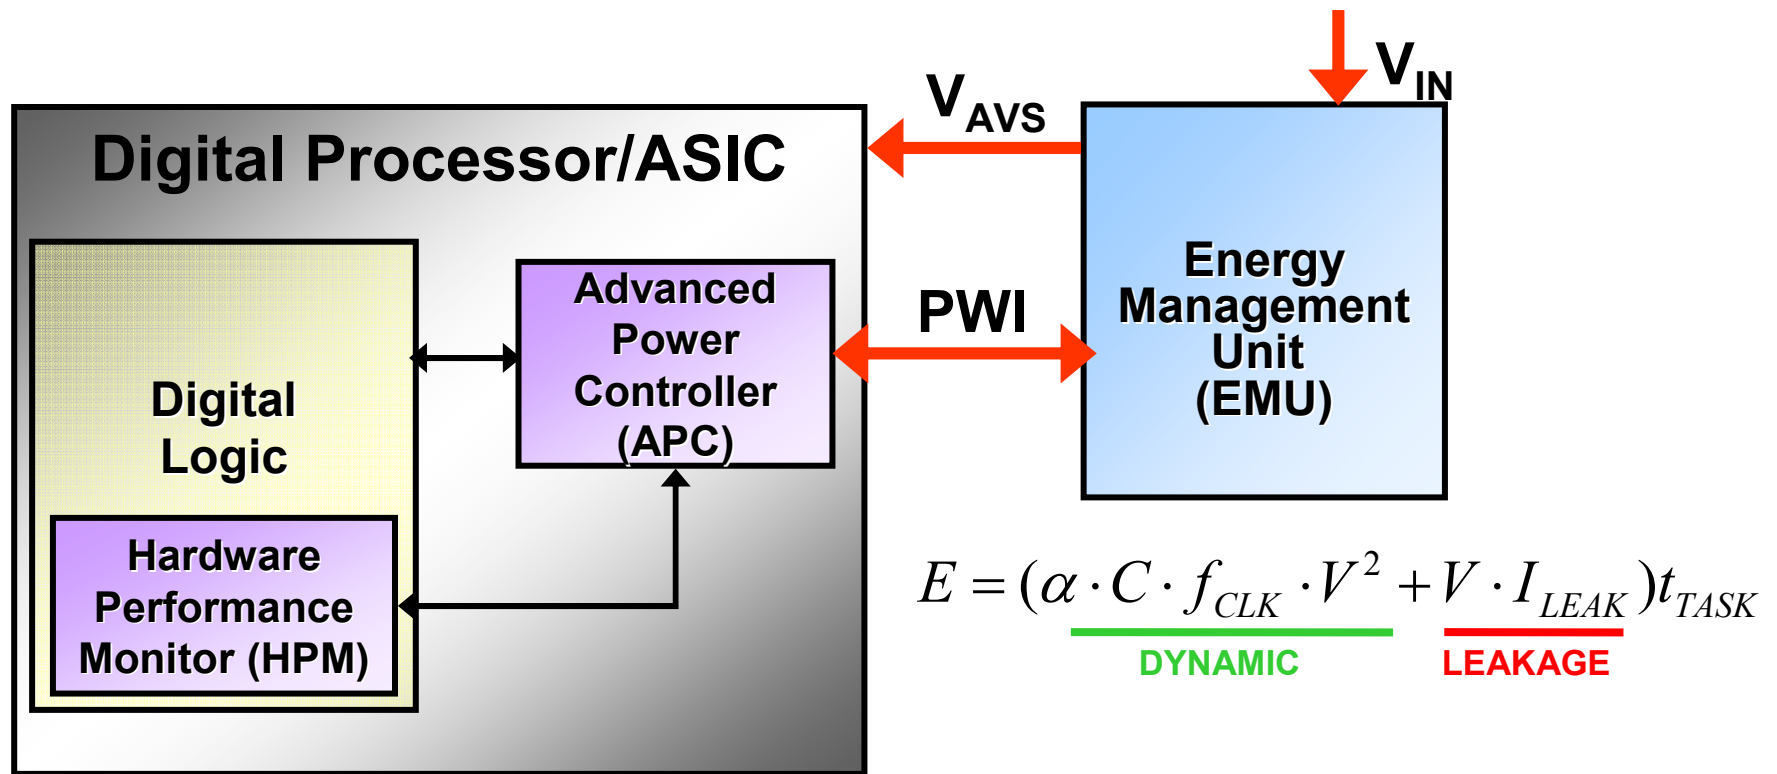 V_IN
V_AVS
Digital Processor/ASIC
Advanced
Power
Controller
(APC)
PWI
Energy
Management
Unit
(EMU)
Digital
Logic
Hardware
Performance
Monitor (HPM)
E = (α · C · f_CLK · V² + V · I_LEAK)t_TASK
DYNAMIC
LEAKAGE